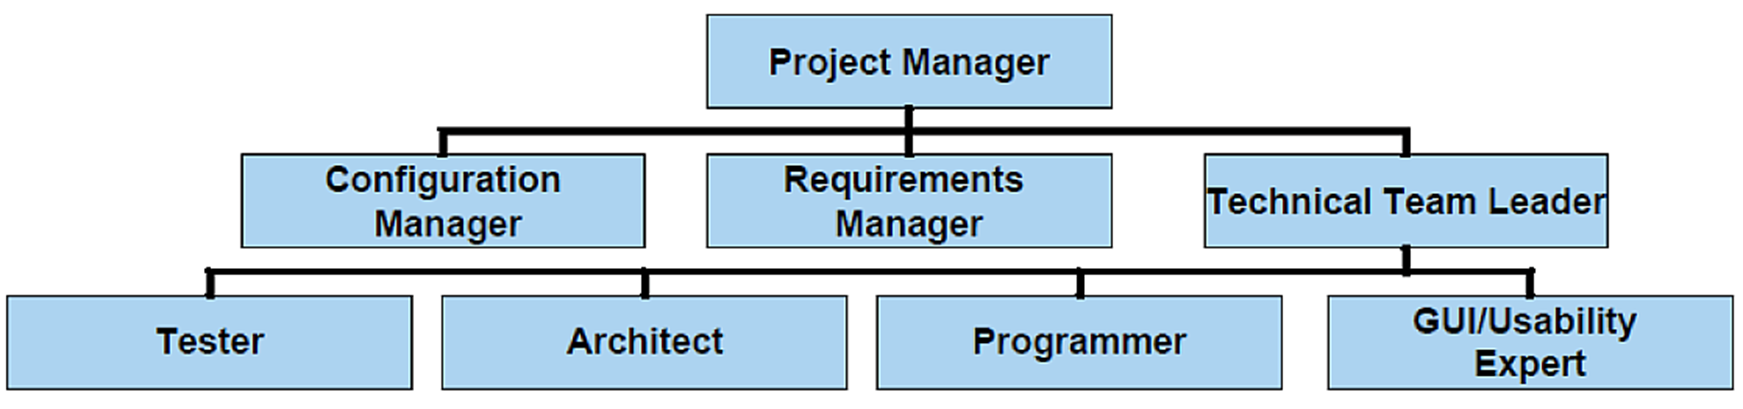 Project Manager
Configuration
Manager
Requirements
Manager
Technical Team Leader
Tester
Architect
Programmer
GUI/Usability
Expert